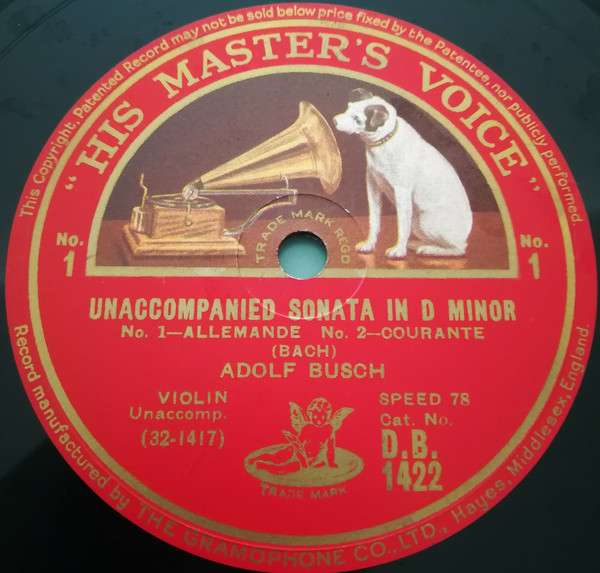 This Copyright, Patented Record may not be sold below price fixed by the Patentee, nor publicly performed.
"HIS MASTER'S VOICE"
TRADE MARK REGD
No.
1
No.
1
UNACCOMPANIED SONATA IN D MINOR
No. 1—ALLEMANDE No. 2—COURANTE
(BACH)
ADOLF BUSCH
VIOLIN
Unaccomp.
(32-1417)
TRADE MARK
SPEED 78
Cat. No.
D.B.
1422
Record manufactured by THE GRAMOPHONE CO., LTD., Hayes, Middlesex, England.